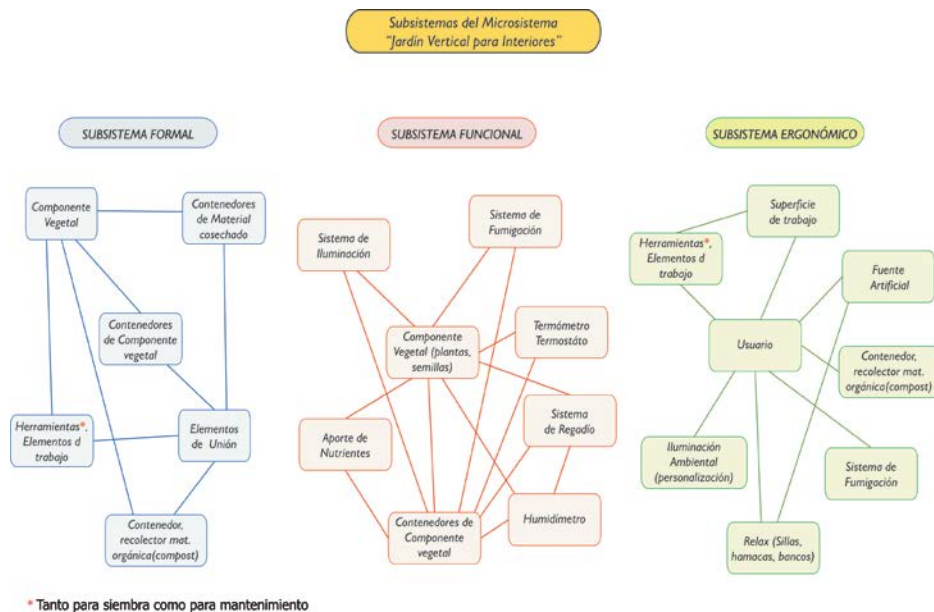 Subsistemas del Microsistema
"Jardín Vertical para Interiores"
SUBSISTEMA FORMAL
Componente
Vegetal
Contenedores
de Material
cosechado
Contenedores
de Componente
vegetal
Herramientas*,
Elementos d
trabajo
Elementos
de Unión
Contenedor,
recolector mat.
orgánica(compost)
SUBSISTEMA FUNCIONAL
Sistema de
Iluminación
Sistema de
Fumigación
Componente
Vegetal (plantas,
semillas)
Termómetro
Termostáto
Aporte de
Nutrientes
Sistema
de Regadío
Contenedores de
Componente
vegetal
Humidímetro
SUBSISTEMA ERGONÓMICO
Superficie
de trabajo
Herramientas*,
Elementos d
trabajo
Fuente
Artificial
Usuario
Contenedor,
recolector mat.
orgánica(compost)
Iluminación
Ambiental
(personalización)
Sistema de
Fumigación
Relax (Sillas,
hamacas, bancos)
* Tanto para siembra como para mantenimiento